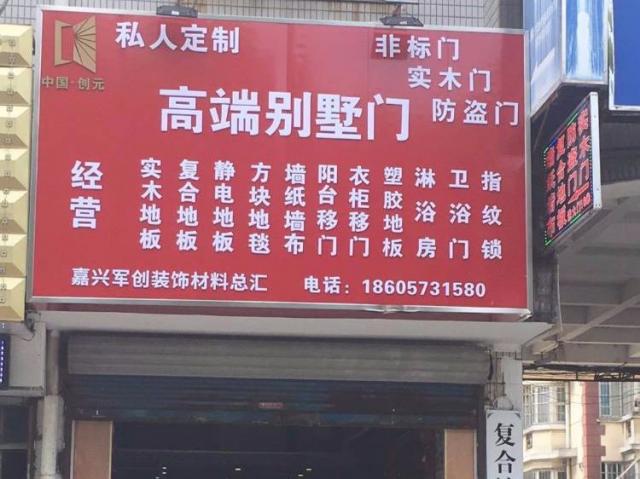 私人定制
非标门
实木门
防盗门
中国·创元
高端别墅门
经营
实木地板
复合地板
静电地板
方块地毯
墙纸墙布
阳台移门
衣柜移门
塑胶地板
淋浴房
卫浴门
指纹锁
嘉兴军创装饰材料总汇
电话：18605731580
复合